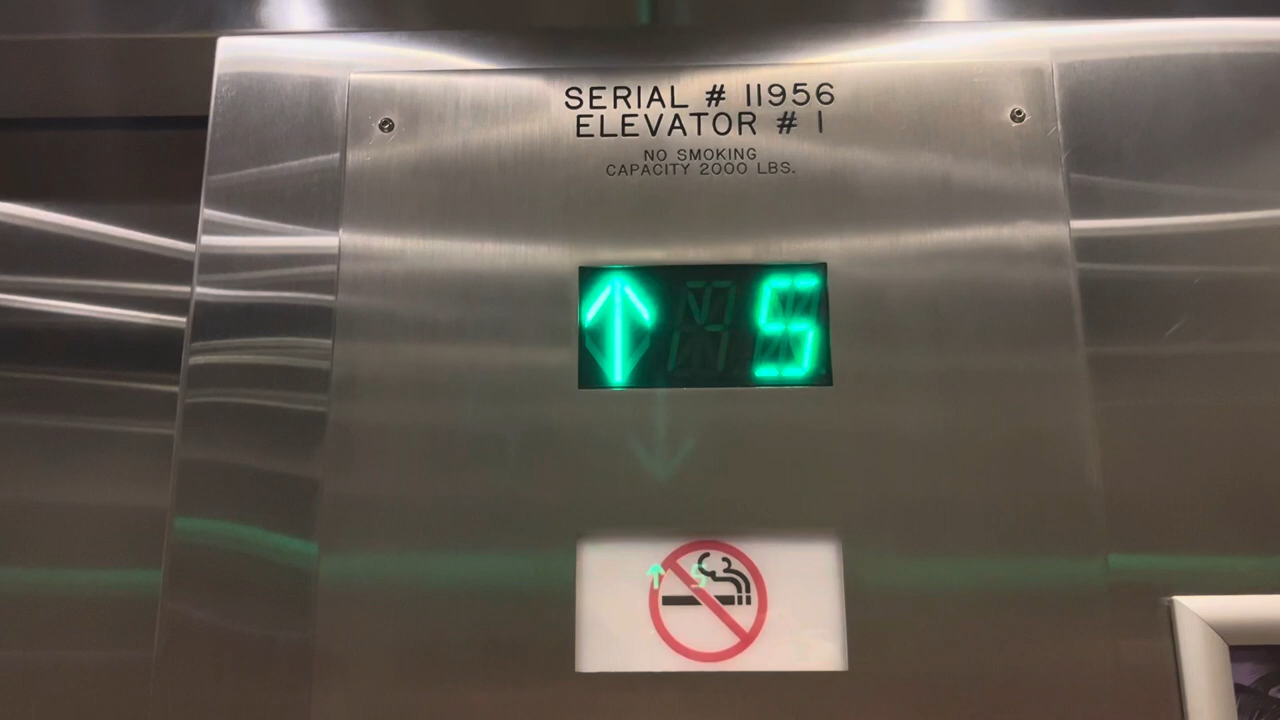 SERIAL # 11956
ELEVATOR # 1
NO SMOKING
CAPACITY 2000 LBS.
↑ 5